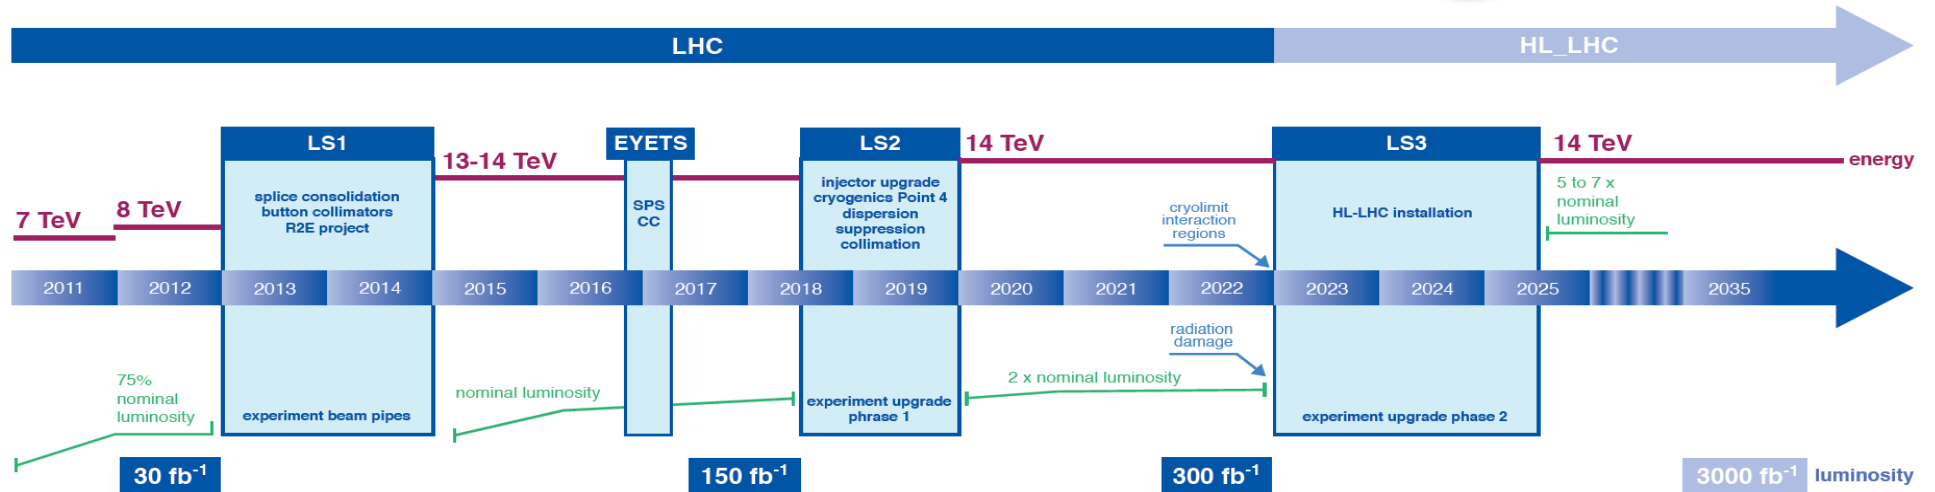 LHC
HL_LHC
LS1
EYETS
LS2
14 TeV
LS3
14 TeV
energy
13-14 TeV
7 TeV
8 TeV
splice consolidation
button collimators
R2E project
SPS
CC
injector upgrade
cryogenics Point 4
dispersion
suppression
collimation
cryolimit
interaction
regions
HL-LHC installation
5 to 7 x
nominal
luminosity
2011
2012
2013
2014
2015
2016
2017
2018
2019
2020
2021
2022
2023
2024
2025
2035
radiation
damage
75%
nominal
luminosity
experiment beam pipes
nominal luminosity
experiment upgrade
phrase 1
2 x nominal luminosity
experiment upgrade phase 2
30 fb-1
150 fb-1
300 fb-1
3000 fb-1
luminosity